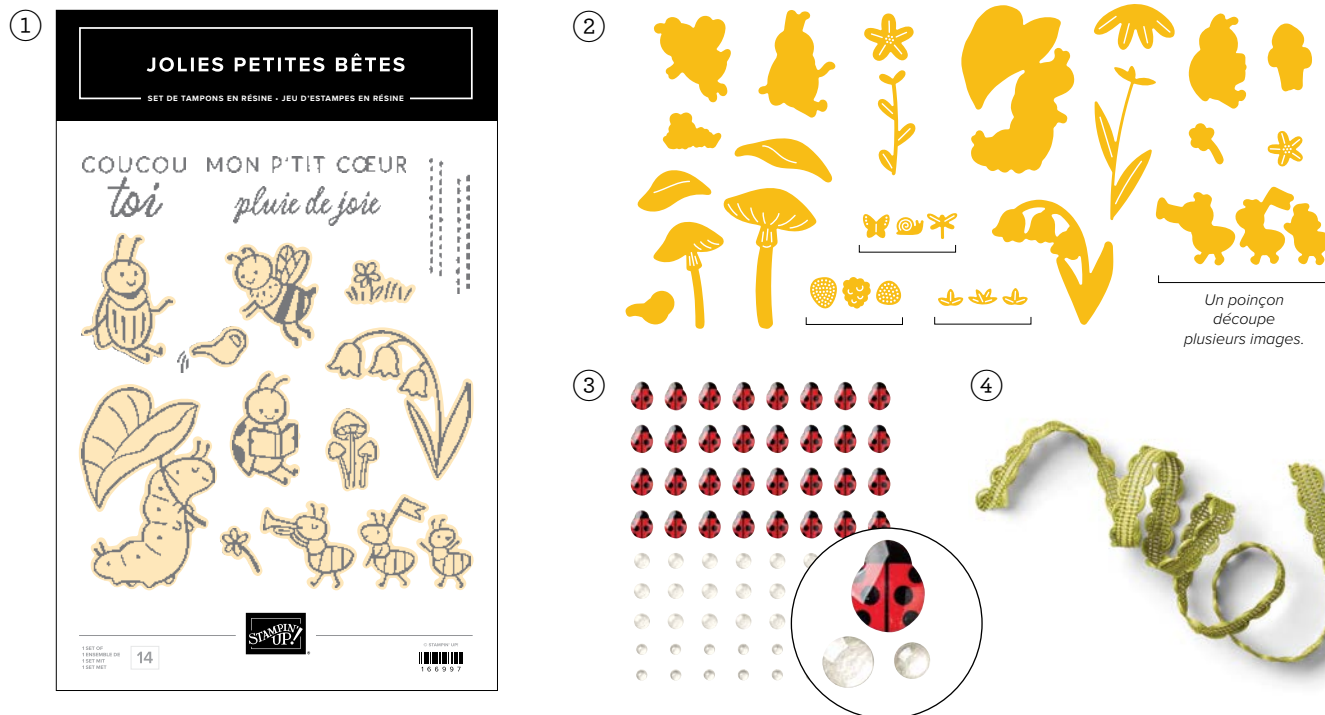 1
JOLIES PETITES BÊTES
SET DE TAMPONS EN RÉSINE • JEU D'ESTAMPES EN RÉSINE
COUCOU MON P'TIT CŒUR
toi pluie de joie
STAMPIN' UP!®
1 SET OF
1 ENSEMBLE DE
1 SET MIT
1 SET MET
14
© STAMPIN' UP!
166997
2
Un poinçon
découpe
plusieurs images.
3
4